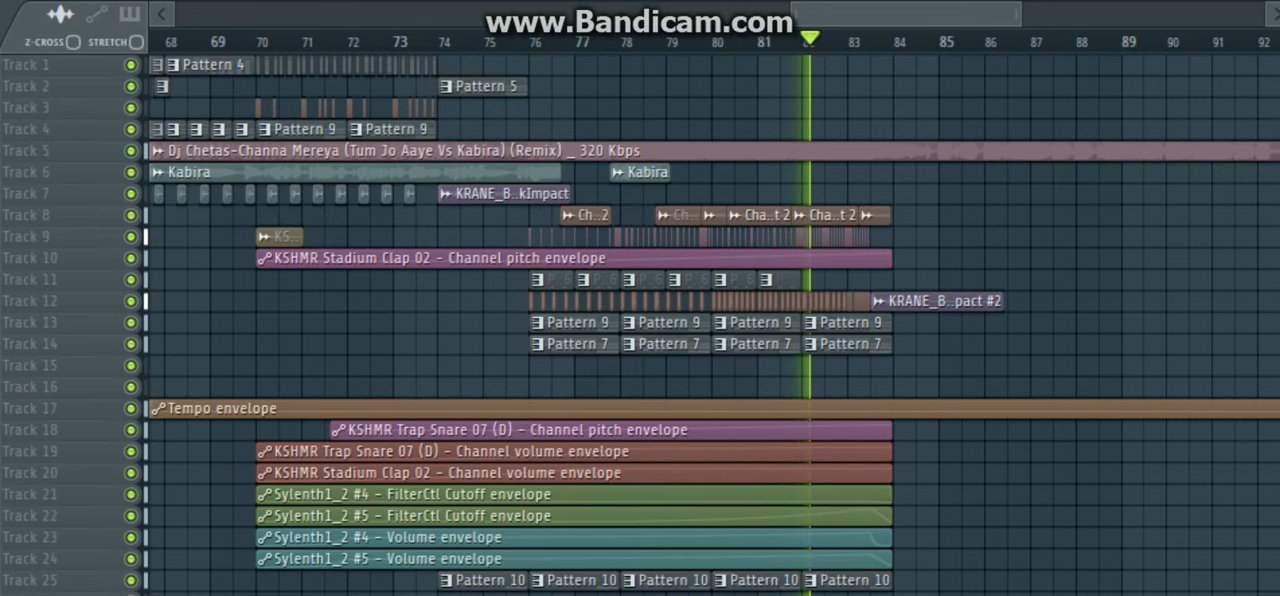 www.Bandicam.com
Z-CROSS STRETCH
68 69 70 71 72 73 74 75 76 77 78 79 80 81 83 84 85 86 87 88 89 90 91 92
Track 1 Pattern 4
Track 2 Pattern 5
Track 3
Track 4 Pattern 9 Pattern 9
Track 5 Dj Chetas-Channa Mereya (Tum Jo Aaye Vs Kabira) (Remix) _ 320 Kbps
Track 6 Kabira Kabira
Track 7 KRANE_B..kImpact
Track 8 Ch..2 Ch.. Cha..t 2 Cha..t 2
Track 9 KS..
Track 10 KSHMR Stadium Clap 02 - Channel pitch envelope
Track 11 P..6 P..6 P..6 P..6 P..6
Track 12 KRANE_B..pact #2
Track 13 Pattern 9 Pattern 9 Pattern 9 Pattern 9
Track 14 Pattern 7 Pattern 7 Pattern 7 Pattern 7
Track 15
Track 16
Track 17 Tempo envelope
Track 18 KSHMR Trap Snare 07 (D) - Channel pitch envelope
Track 19 KSHMR Trap Snare 07 (D) - Channel volume envelope
Track 20 KSHMR Stadium Clap 02 - Channel volume envelope
Track 21 Sylenth1_2 #4 - FilterCtl Cutoff envelope
Track 22 Sylenth1_2 #5 - FilterCtl Cutoff envelope
Track 23 Sylenth1_2 #4 - Volume envelope
Track 24 Sylenth1_2 #5 - Volume envelope
Track 25 Pattern 10 Pattern 10 Pattern 10 Pattern 10 Pattern 10